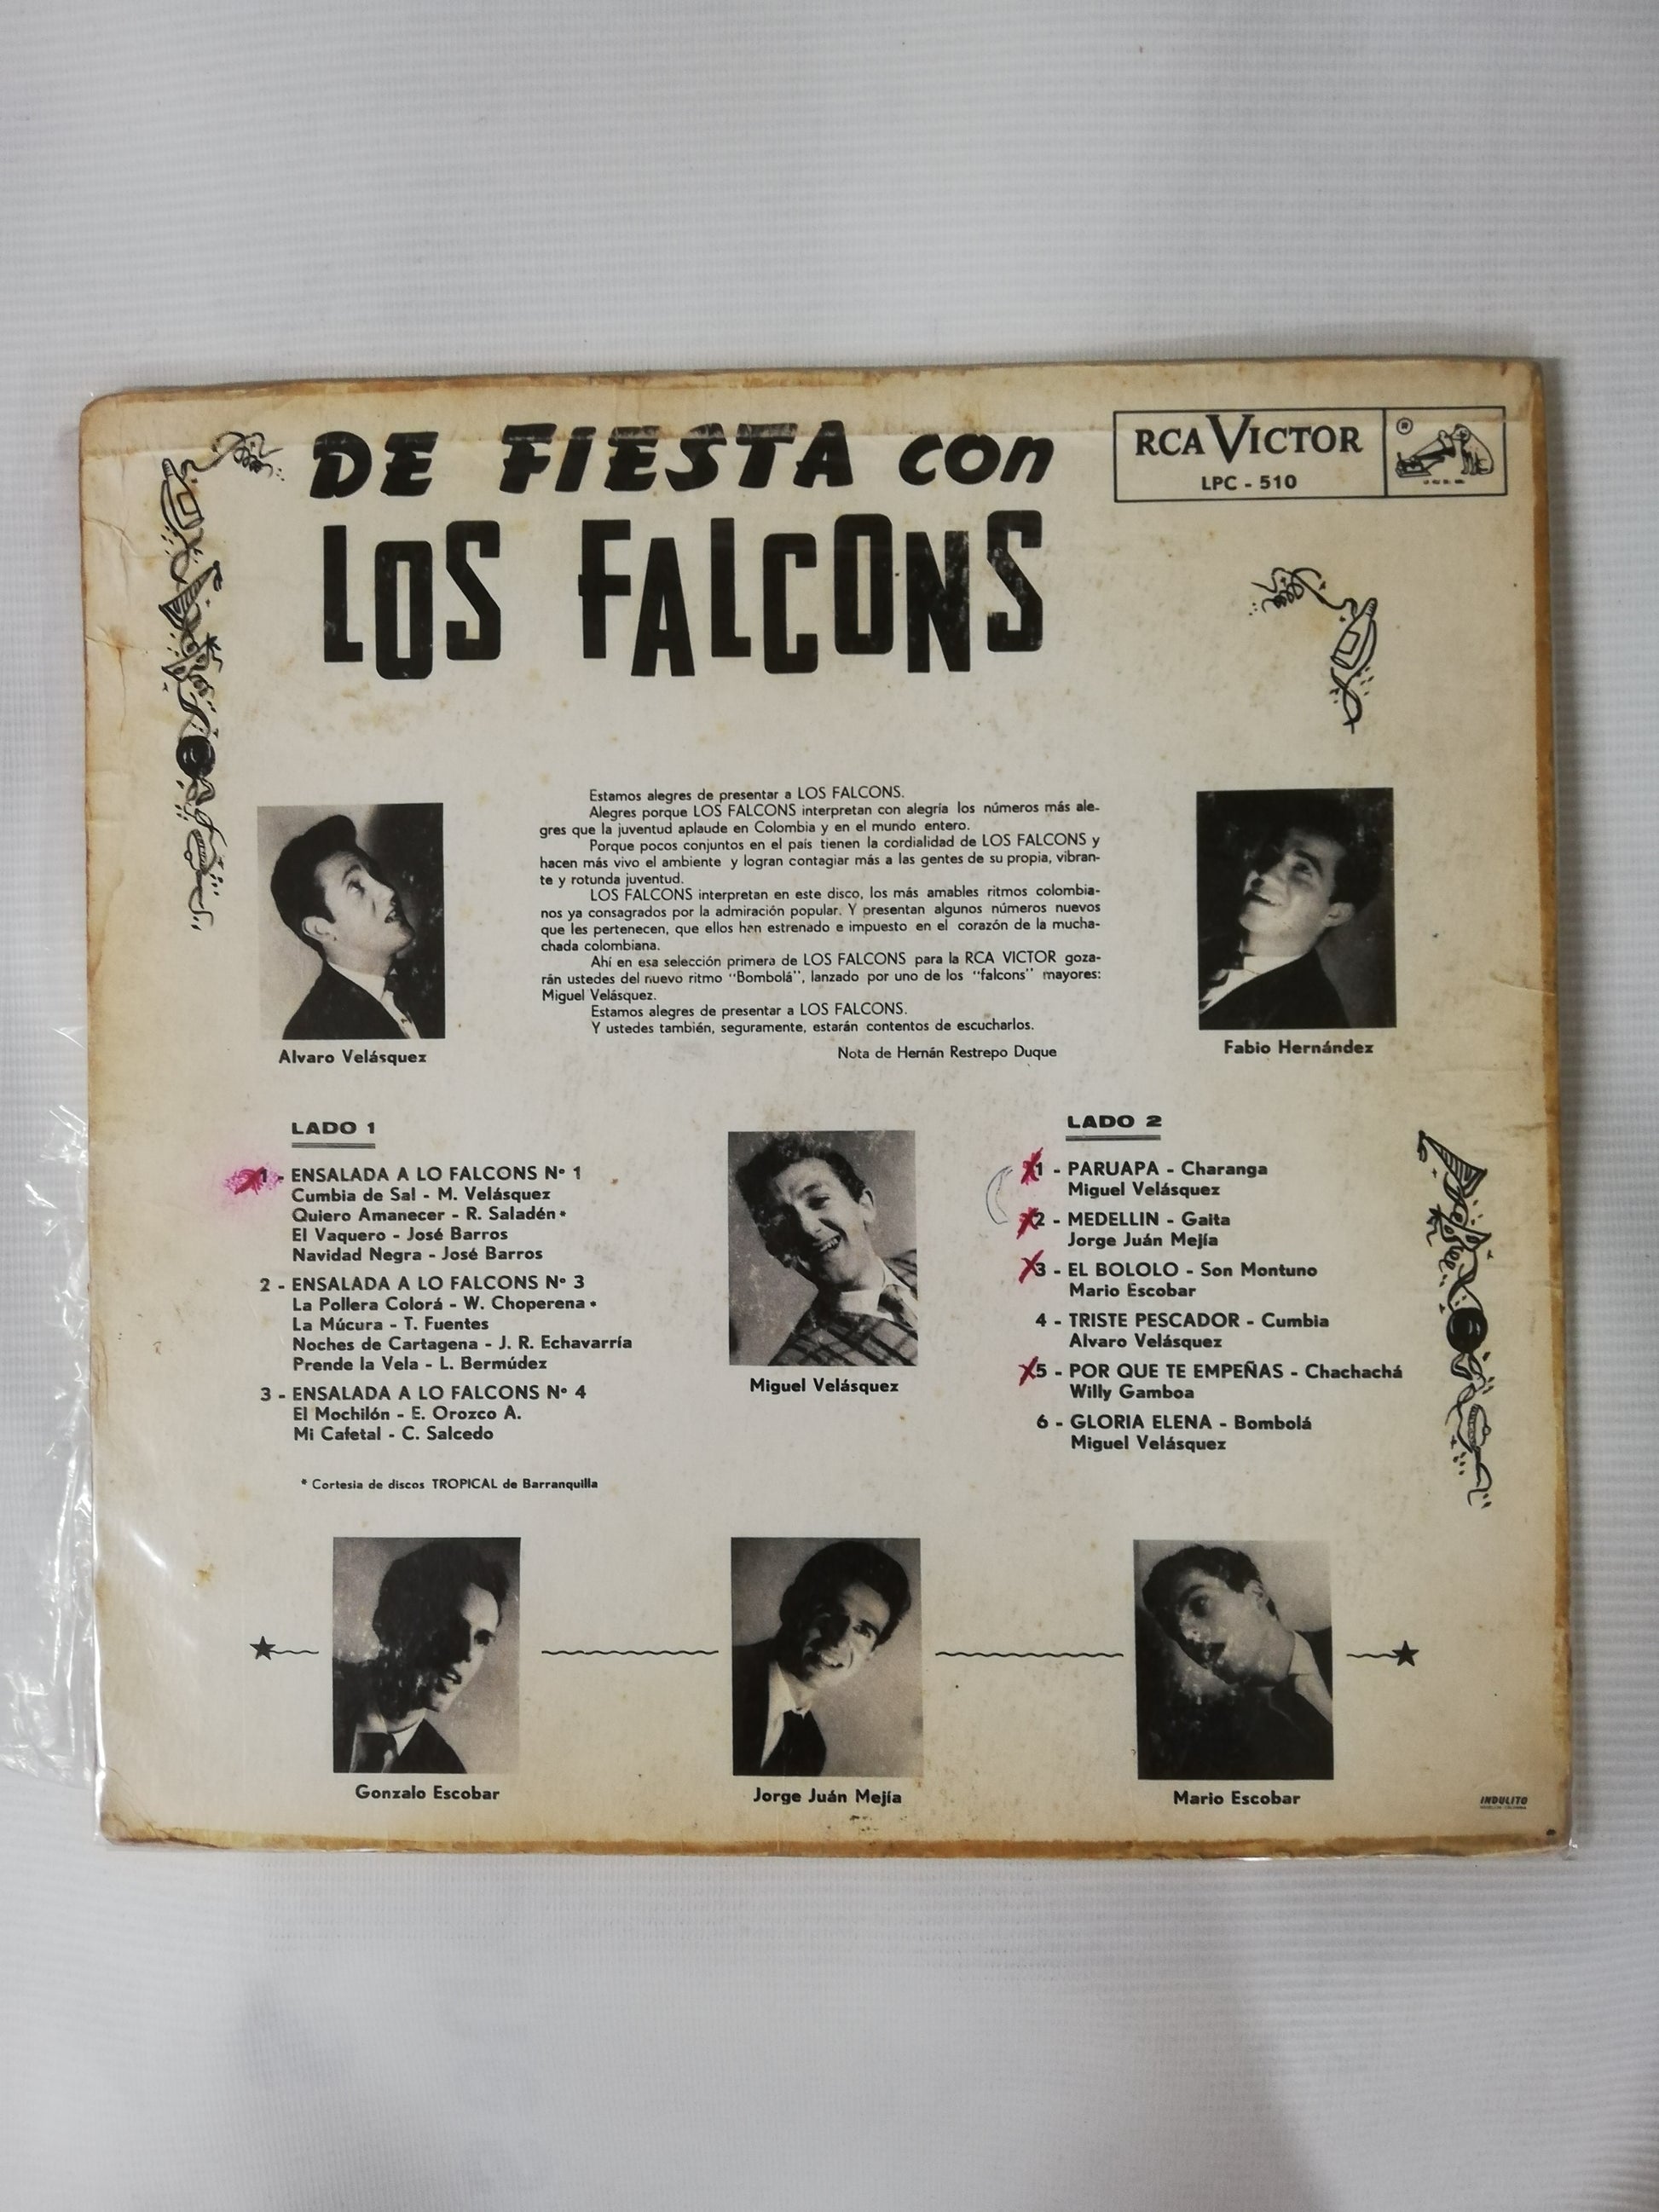 DE FIESTA con
LOS FALCONS
RCA VICTOR
LPC - 510
®
Estamos alegres de presentar a LOS FALCONS.
Alegres porque LOS FALCONS interpretan con alegría los números más ale-
gres que la juventud aplaude en Colombia y en el mundo entero.
Porque pocos conjuntos en el país tienen la cordialidad de LOS FALCONS y
hacen más vivo el ambiente y logran contagiar más a las gentes de su propia, vibran-
te y rotunda juventud.
LOS FALCONS interpretan en este disco, los más amables ritmos colombia-
nos ya consagrados por la admiración popular. Y presentan algunos números nuevos
que les pertenecen, que ellos han estrenado e impuesto en el corazón de la mucha-
chada colombiana.
Ahí en esa selección primera de LOS FALCONS para la RCA VICTOR goza-
rán ustedes del nuevo ritmo "Bombolá", lanzado por uno de los "falcons" mayores:
Miguel Velásquez.
Estamos alegres de presentar a LOS FALCONS.
Y ustedes también, seguramente, estarán contentos de escucharlos.
Nota de Hernán Restrepo Duque
Alvaro Velásquez
Fabio Hernández
LADO 1
1 - ENSALADA A LO FALCONS Nº 1
Cumbia de Sal - M. Velásquez
Quiero Amanecer - R. Saladén *
El Vaquero - José Barros
Navidad Negra - José Barros
2 - ENSALADA A LO FALCONS Nº 3
La Pollera Colorá - W. Choperena *
La Múcura - T. Fuentes
Noches de Cartagena - J. R. Echavarría
Prende la Vela - L. Bermúdez
3 - ENSALADA A LO FALCONS Nº 4
El Mochilón - E. Orozco A.
Mi Cafetal - C. Salcedo
* Cortesia de discos TROPICAL de Barranquilla
Miguel Velásquez
LADO 2
1 - PARUAPA - Charanga
Miguel Velásquez
2 - MEDELLIN - Gaita
Jorge Juán Mejía
3 - EL BOLOLO - Son Montuno
Mario Escobar
4 - TRISTE PESCADOR - Cumbia
Alvaro Velásquez
5 - POR QUE TE EMPEÑAS - Chachachá
Willy Gamboa
6 - GLORIA ELENA - Bombolá
Miguel Velásquez
Gonzalo Escobar
Jorge Juán Mejía
Mario Escobar
INDULITO